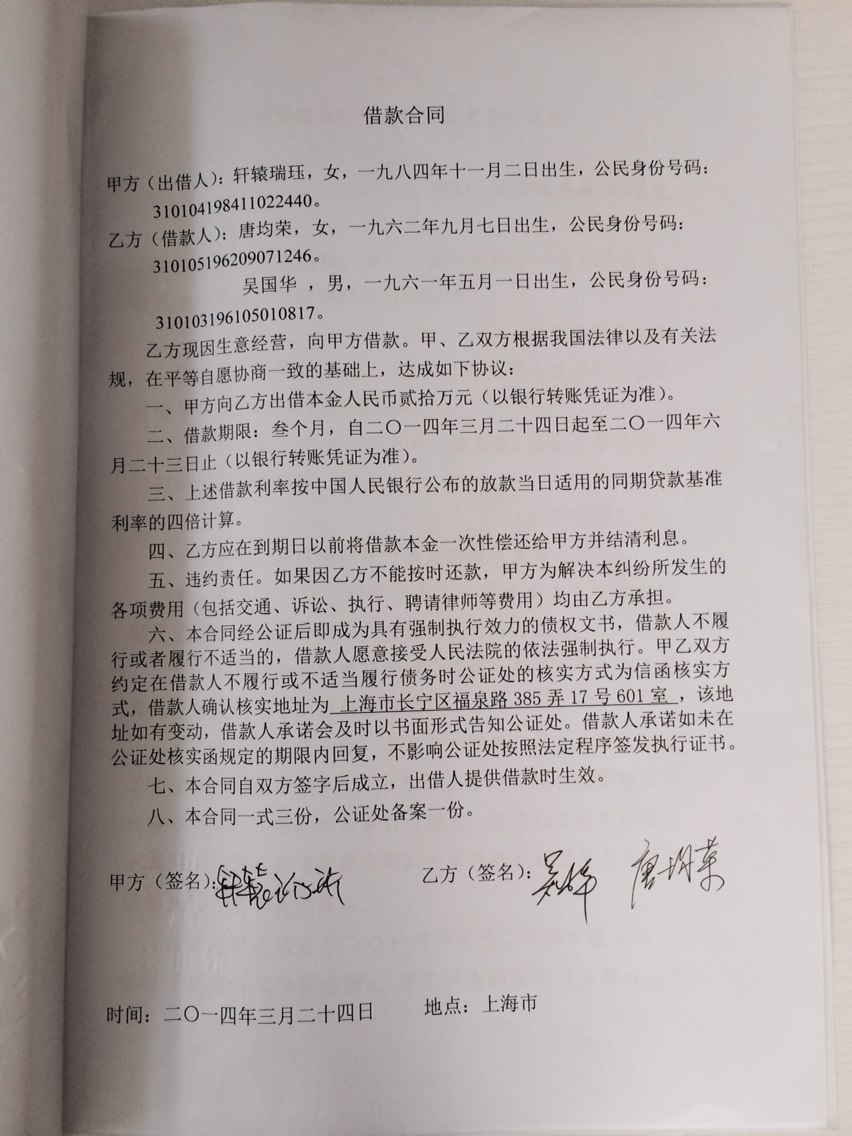 借款合同
甲方（出借人）：轩辕瑞珏，女，一九八四年十一月二日出生，公民身份号码：
310104198411022440。
乙方（借款人）：唐均荣，女，一九六二年九月七日出生，公民身份号码：
310105196209071246。
吴国华 ，男，一九六一年五月一日出生，公民身份号码：
310103196105010817。
乙方现因生意经营，向甲方借款。甲、乙双方根据我国法律以及有关法
规，在平等自愿协商一致的基础上，达成如下协议：
一、甲方向乙方出借本金人民币贰拾万元（以银行转账凭证为准）。
二、借款期限：叁个月，自二〇一四年三月二十四日起至二〇一四年六
月二十三日止（以银行转账凭证为准）。
三、上述借款利率按中国人民银行公布的放款当日适用的同期贷款基准
利率的四倍计算。
四、乙方应在到期日以前将借款本金一次性偿还给甲方并结清利息。
五、违约责任。如果因乙方不能按时还款，甲方为解决本纠纷所发生的
各项费用（包括交通、诉讼、执行、聘请律师等费用）均由乙方承担。
六、本合同经公证后即成为具有强制执行效力的债权文书，借款人不履
行或者履行不适当的，借款人愿意接受人民法院的依法强制执行。甲乙双方
约定在借款人不履行或不适当履行债务时公证处的核实方式为信函核实方
式，借款人确认核实地址为 上海市长宁区福泉路 385 弄 17 号 601 室 ，该地
址如有变动，借款人承诺会及时以书面形式告知公证处。借款人承诺如未在
公证处核实函规定的期限内回复，不影响公证处按照法定程序签发执行证书。
七、本合同自双方签字后成立，出借人提供借款时生效。
八、本合同一式三份，公证处备案一份。
甲方（签名）：轩辕瑞珏 乙方（签名）：吴国华 唐均荣
时间：二〇一四年三月二十四日 地点：上海市